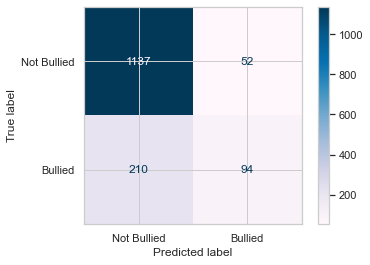 True label
Not Bullied
1137
52
Bullied
210
94
Not Bullied
Bullied
Predicted label
1000
800
600
400
200